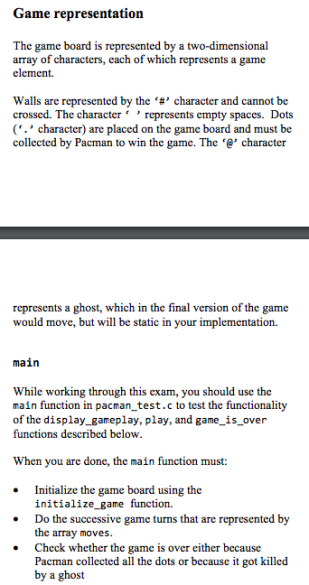 Game representation
The game board is represented by a two-dimensional
array of characters, each of which represents a game
element.
Walls are represented by the ‘#’ character and cannot be
crossed. The character ‘ ’ represents empty spaces. Dots
(‘.’ character) are placed on the game board and must be
collected by Pacman to win the game. The ‘@’ character
represents a ghost, which in the final version of the game
would move, but will be static in your implementation.
main
While working through this exam, you should use the
main function in pacman_test.c to test the functionality
of the display_gameplay, play, and game_is_over
functions described below.
When you are done, the main function must:
• Initialize the game board using the
initialize_game function.
• Do the successive game turns that are represented by
the array moves.
• Check whether the game is over either because
Pacman collected all the dots or because it got killed
by a ghost